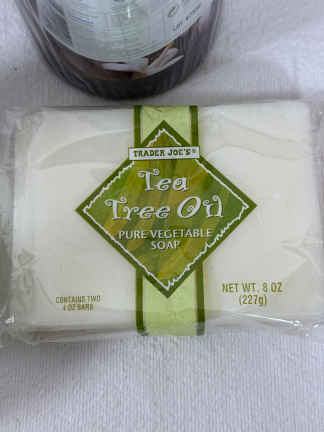 TRADER JOE'S®
Tea
Tree Oil
PURE VEGETABLE
SOAP
CONTAINS TWO
4 OZ BARS
NET WT. 8 OZ
(227g)